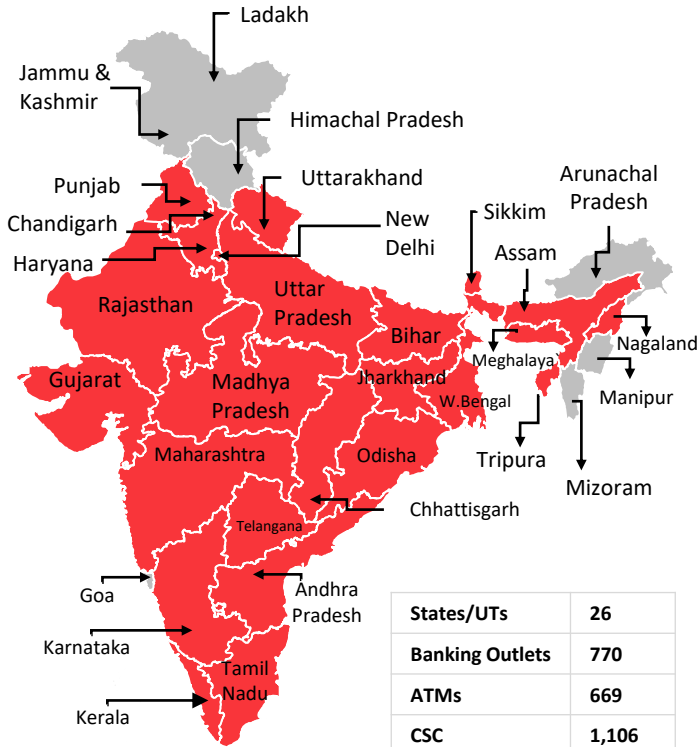 Ladakh
Jammu &
Kashmir
Himachal Pradesh
Arunachal
Pradesh
Punjab
Uttarakhand
Chandigarh
New
Delhi
Sikkim
Haryana
Assam
Rajasthan
Uttar
Pradesh
Bihar
Nagaland
Meghalaya
Gujarat
Madhya
Pradesh
Jharkhand
W.Bengal
Manipur
Maharashtra
Odisha
Tripura
Mizoram
Chhattisgarh
Telangana
Goa
Andhra
Pradesh
Karnataka
Tamil
Nadu
Kerala
States/UTs 26
Banking Outlets 770
ATMs 669
CSC 1,106